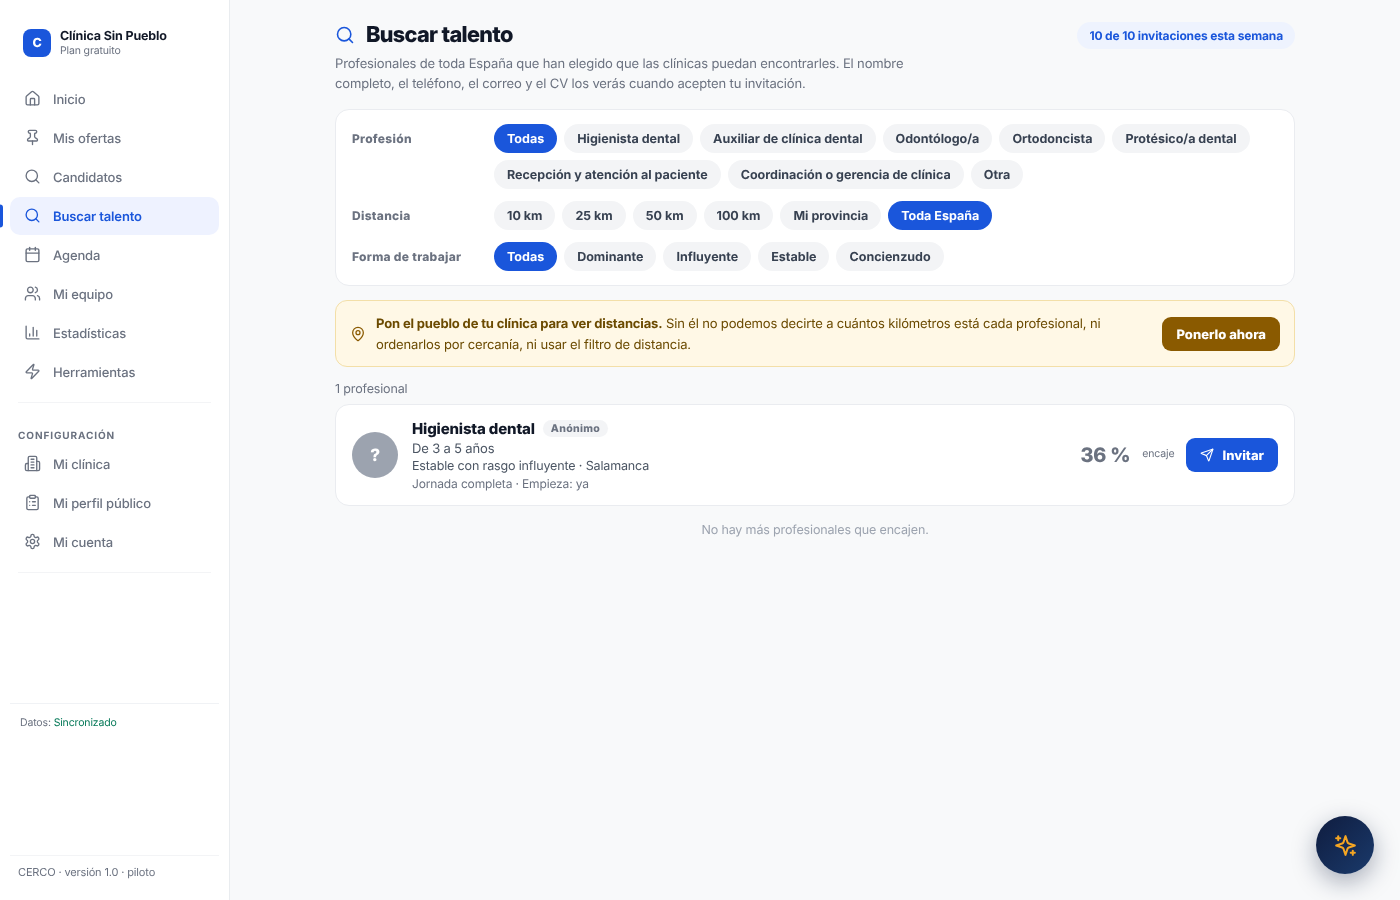 C
Clínica Sin Pueblo
Plan gratuito
Inicio
Mis ofertas
Candidatos
Buscar talento
Agenda
Mi equipo
Estadísticas
Herramientas
CONFIGURACIÓN
Mi clínica
Mi perfil público
Mi cuenta
Datos: Sincronizado
CERCO · versión 1.0 · piloto
Buscar talento
10 de 10 invitaciones esta semana
Profesionales de toda España que han elegido que las clínicas puedan encontrarles. El nombre
completo, el teléfono, el correo y el CV los verás cuando acepten tu invitación.
Profesión
Todas Higienista dental Auxiliar de clínica dental Odontólogo/a Ortodoncista Protésico/a dental
Recepción y atención al paciente Coordinación o gerencia de clínica Otra
Distancia
10 km 25 km 50 km 100 km Mi provincia Toda España
Forma de trabajar
Todas Dominante Influyente Estable Concienzudo
Pon el pueblo de tu clínica para ver distancias. Sin él no podemos decirte a cuántos kilómetros está cada profesional, ni
ordenarlos por cercanía, ni usar el filtro de distancia.
Ponerlo ahora
1 profesional
?
Higienista dental Anónimo
De 3 a 5 años
Estable con rasgo influyente · Salamanca
Jornada completa · Empieza: ya
36 % encaje
Invitar
No hay más profesionales que encajen.